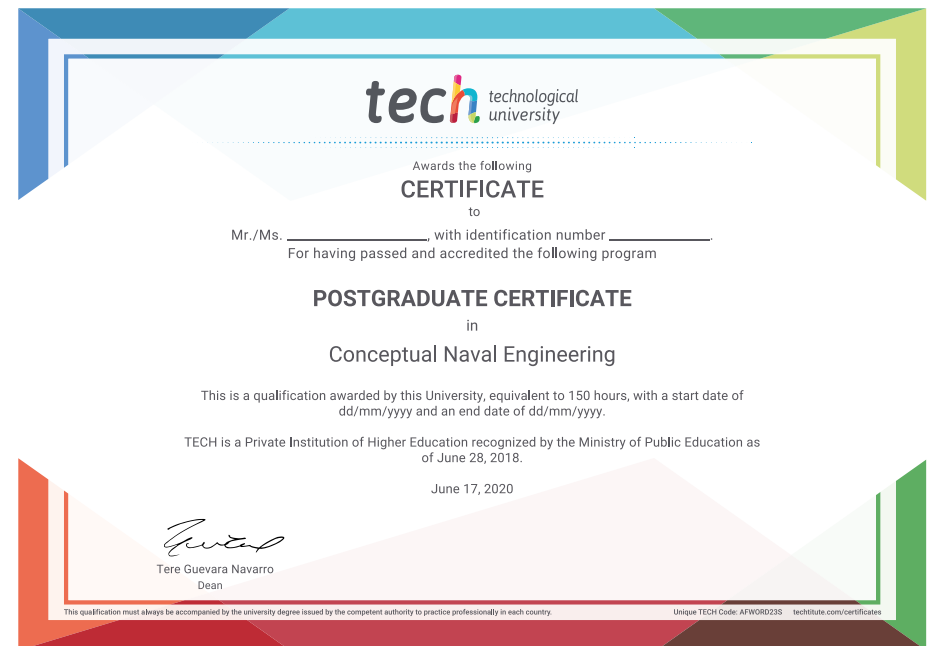 tech technological
university
Awards the following
CERTIFICATE
to
Mr./Ms. ____________________, with identification number ______________.
For having passed and accredited the following program
POSTGRADUATE CERTIFICATE
in
Conceptual Naval Engineering
This is a qualification awarded by this University, equivalent to 150 hours, with a start date of
dd/mm/yyyy and an end date of dd/mm/yyyy.
TECH is a Private Institution of Higher Education recognized by the Ministry of Public Education as
of June 28, 2018.
June 17, 2020
Tere Guevara Navarro
Dean
This qualification must always be accompanied by the university degree issued by the competent authority to practice professionally in each country.
Unique TECH Code: AFWORD23S techtitute.com/certificates